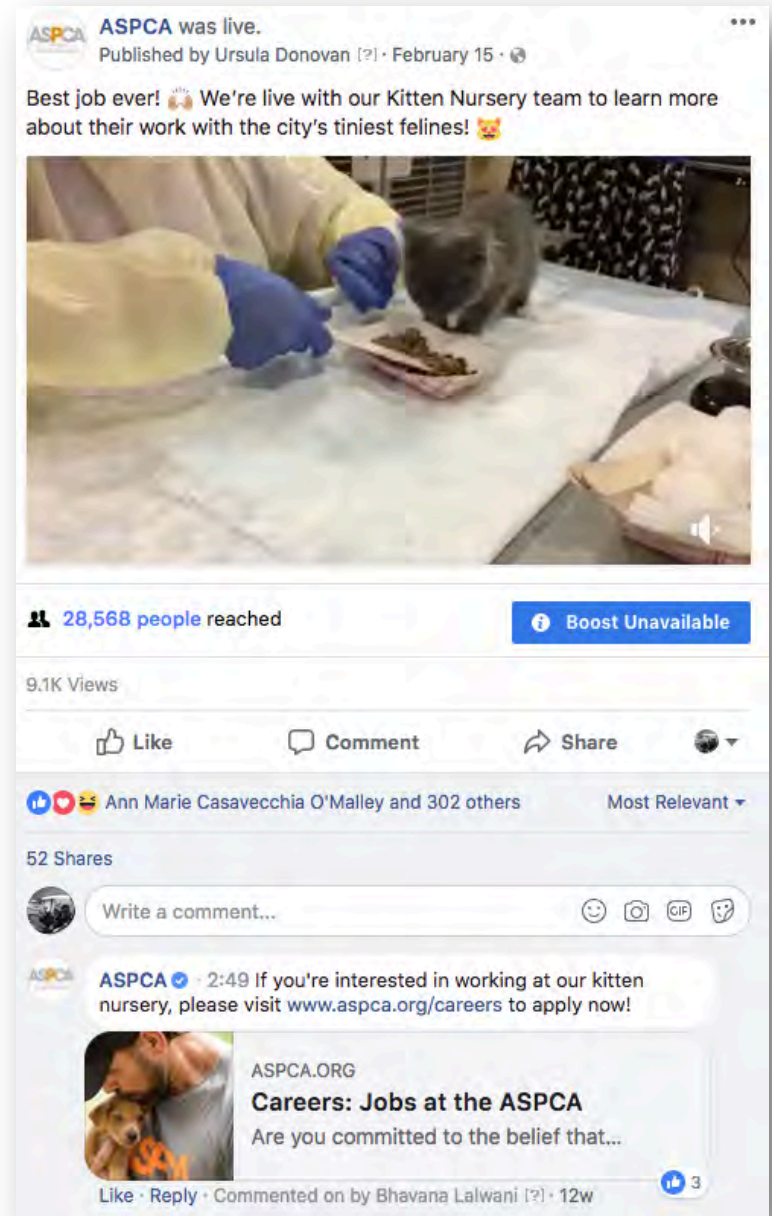 ASPCA
ASPCA was live.
Published by Ursula Donovan [?] · February 15 ·
Best job ever! 🙌🏼 We're live with our Kitten Nursery team to learn more
about their work with the city's tiniest felines! 😻
28,568 people reached
Boost Unavailable
9.1K Views
Like Comment Share
Ann Marie Casavecchia O'Malley and 302 others Most Relevant
52 Shares
Write a comment... GIF
ASPCA
ASPCA · 2:49 If you're interested in working at our kitten
nursery, please visit www.aspca.org/careers to apply now!
ASPCA.ORG
Careers: Jobs at the ASPCA
Are you committed to the belief that...
3
Like · Reply · Commented on by Bhavana Lalwani [?] · 12w